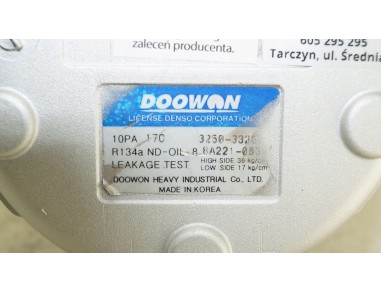 zaleceń producenta.
605 295 295
Tarczyn, ul. Średnia
DOOWON
LICENSE DENSO CORPORATION
10PA 17C
R134a ND-OIL-8
LEAKAGE TEST HIGH SIDE 36 kg/cm
LOW SIDE 17 kg/cm
DOOWON HEAVY INDUSTRIAL Co., LTD.
MADE IN KOREA